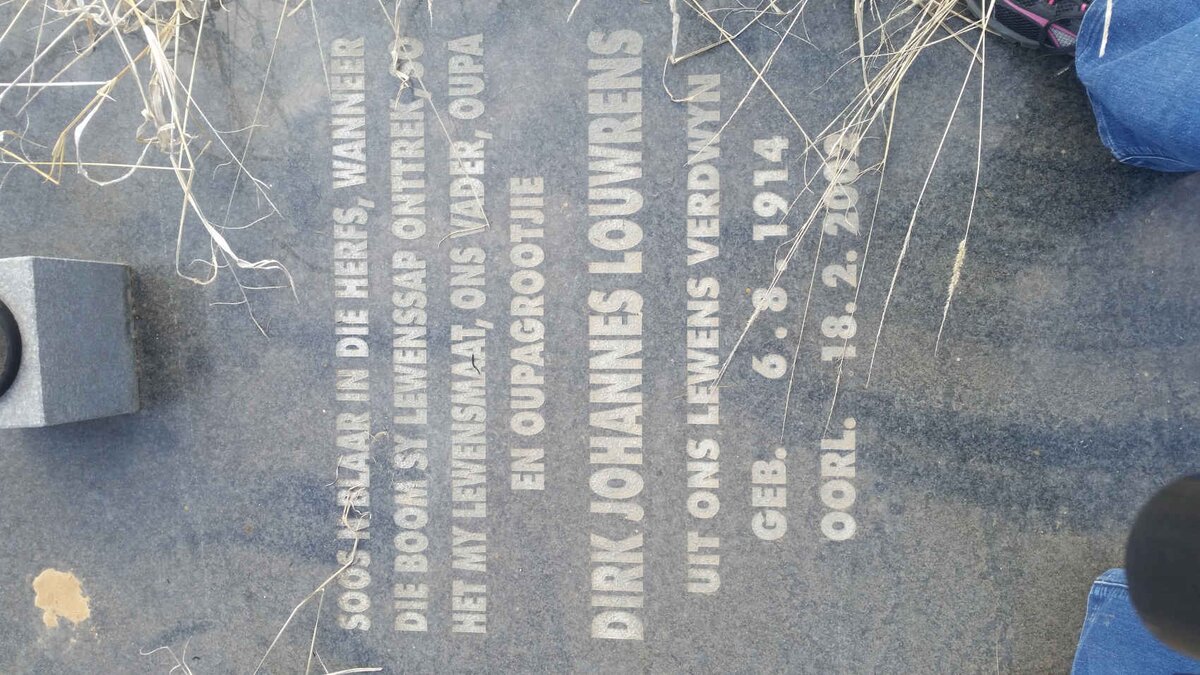 SOOS 'N BLAAR IN DIE HERFS, WANNEER
DIE BOOM SY LEWENSSAP ONTTREK, SO
HET MY LEWENSMAAT, ONS VADER, OUPA
EN OUPAGROOTJIE
DIRK JOHANNES LOUWRENS
UIT ONS LEWENS VERDWYN
GEB. 6.8.1914
OORL. 18.2.